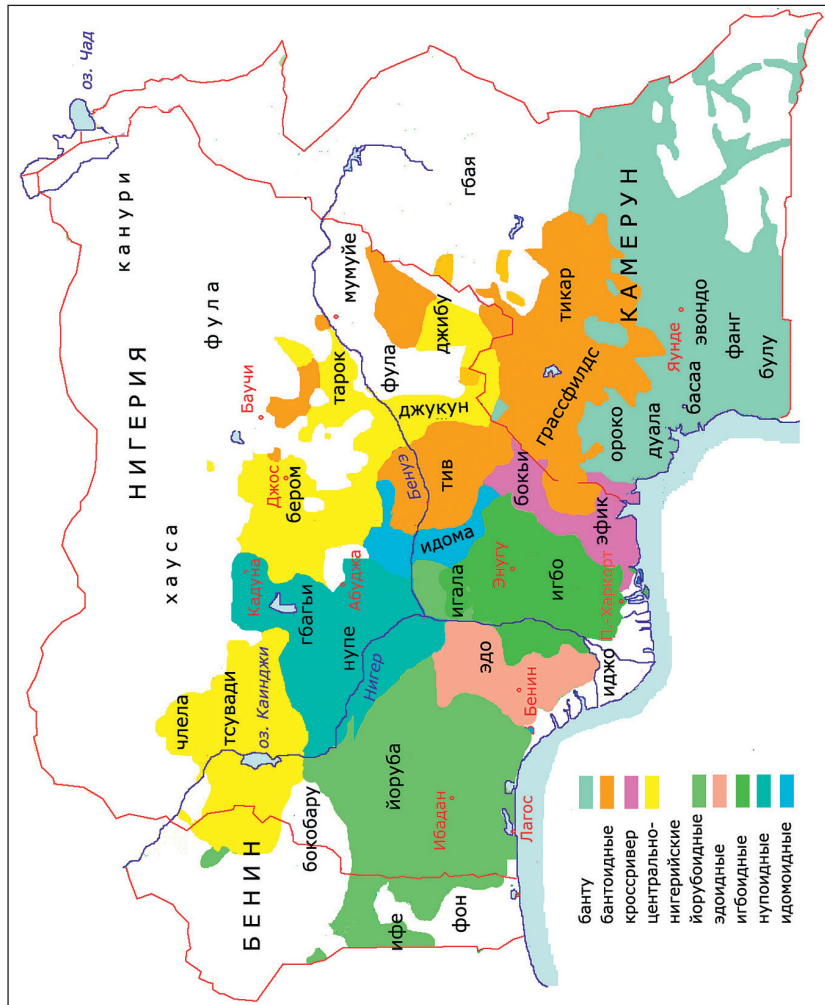 оз. Чад
НИГЕРИЯ
канури
фула
хауса
Баучи
Джос
Кадуна
бером
тарок
мумуйе
гбая
фула
джибу
джукун
члела
тсувади
оз. Каинджи
гбагьи
Абуджа
нупе
Нигер
Бенуэ
тив
идома
игала
БЕНИН
бокобару
йоруба
Ибадан
эдо
Энугу
игбо
бокьи
эфик
грассфилдс
тикар
КАМЕРУН
ифе
фон
Лагос
Бенин
иджо
П.-Харкорт
ороко
дуала
басаа
Яунде
эвондо
фанг
булу
банту
бантоидные
кроссривер
центрально-
нигерийские
йорубоидные
эдоидные
игбоидные
нупоидные
идомоидные